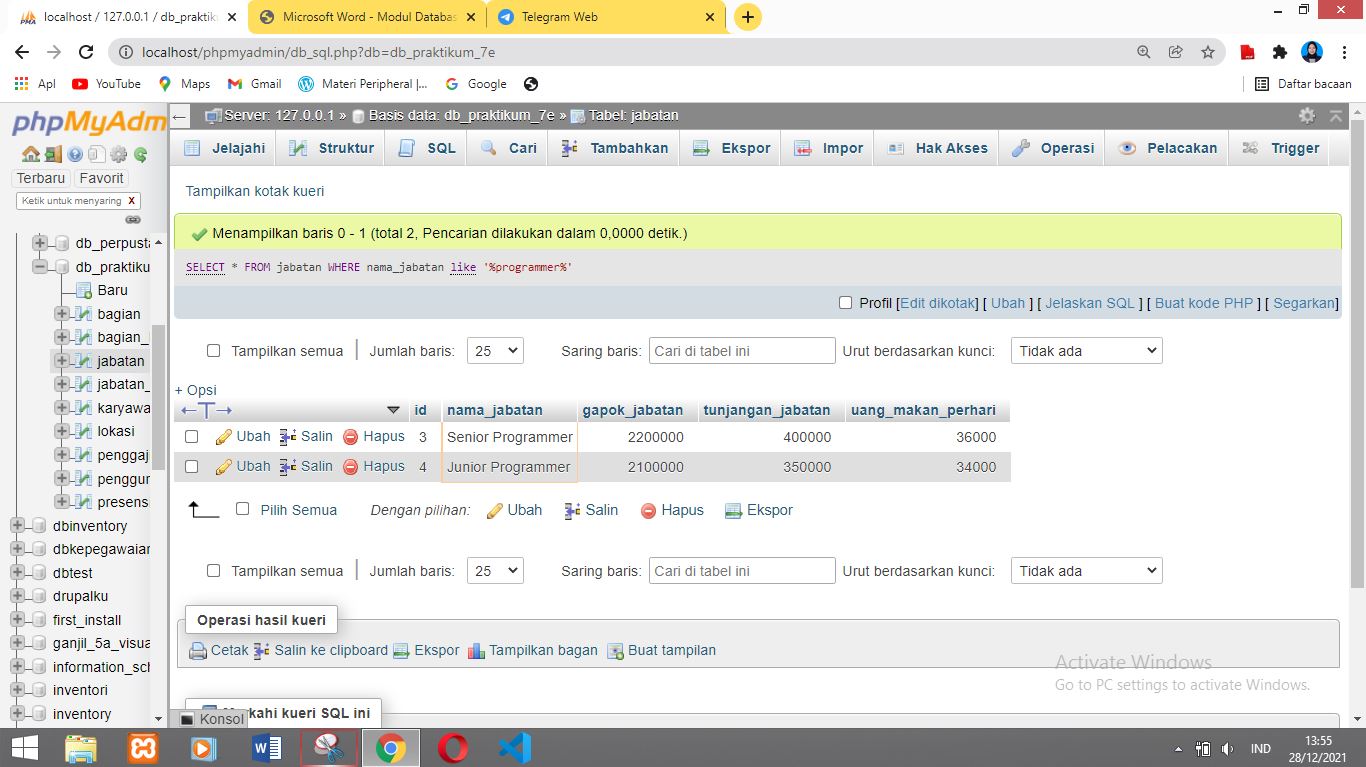 localhost / 127.0.0.1 / db_praktiku
Microsoft Word - Modul Databas
Telegram Web
localhost/phpmyadmin/db_sql.php?db=db_praktikum_7e
Apl YouTube Maps Gmail Materi Peripheral |... Google Daftar bacaan
phpMyAdm
Server: 127.0.0.1 » Basis data: db_praktikum_7e » Tabel: jabatan
Jelajahi Struktur SQL Cari Tambahkan Ekspor Impor Hak Akses Operasi Pelacakan Trigger
Terbaru Favorit
Ketik untuk menyaring X
db_perpusta
db_praktiku
Baru
bagian
bagian_
jabatan
jabatan_
karyawa
lokasi
penggaj
penggun
presensi
dbinventory
dbkepegawaian
dbtest
drupalku
first_install
ganjil_5a_visua
information_sch
inventori
inventory
Tampilkan kotak kueri
Menampilkan baris 0 - 1 (total 2, Pencarian dilakukan dalam 0,0000 detik.)
SELECT * FROM jabatan WHERE nama_jabatan like '%programmer%'
Profil [Edit dikotak] [ Ubah ] [ Jelaskan SQL ] [ Buat kode PHP ] [ Segarkan]
Tampilkan semua Jumlah baris: 25 Saring baris: Cari di tabel ini Urut berdasarkan kunci: Tidak ada
+ Opsi
id nama_jabatan gapok_jabatan tunjangan_jabatan uang_makan_perhari
Ubah Salin Hapus 3 Senior Programmer 2200000 400000 36000
Ubah Salin Hapus 4 Junior Programmer 2100000 350000 34000
Pilih Semua Dengan pilihan: Ubah Salin Hapus Ekspor
Tampilkan semua Jumlah baris: 25 Saring baris: Cari di tabel ini Urut berdasarkan kunci: Tidak ada
Operasi hasil kueri
Cetak Salin ke clipboard Ekspor Tampilkan bagan Buat tampilan
Activate Windows
Go to PC settings to activate Windows.
kahi kueri SQL ini
Konsol
IND
13:55
28/12/2021